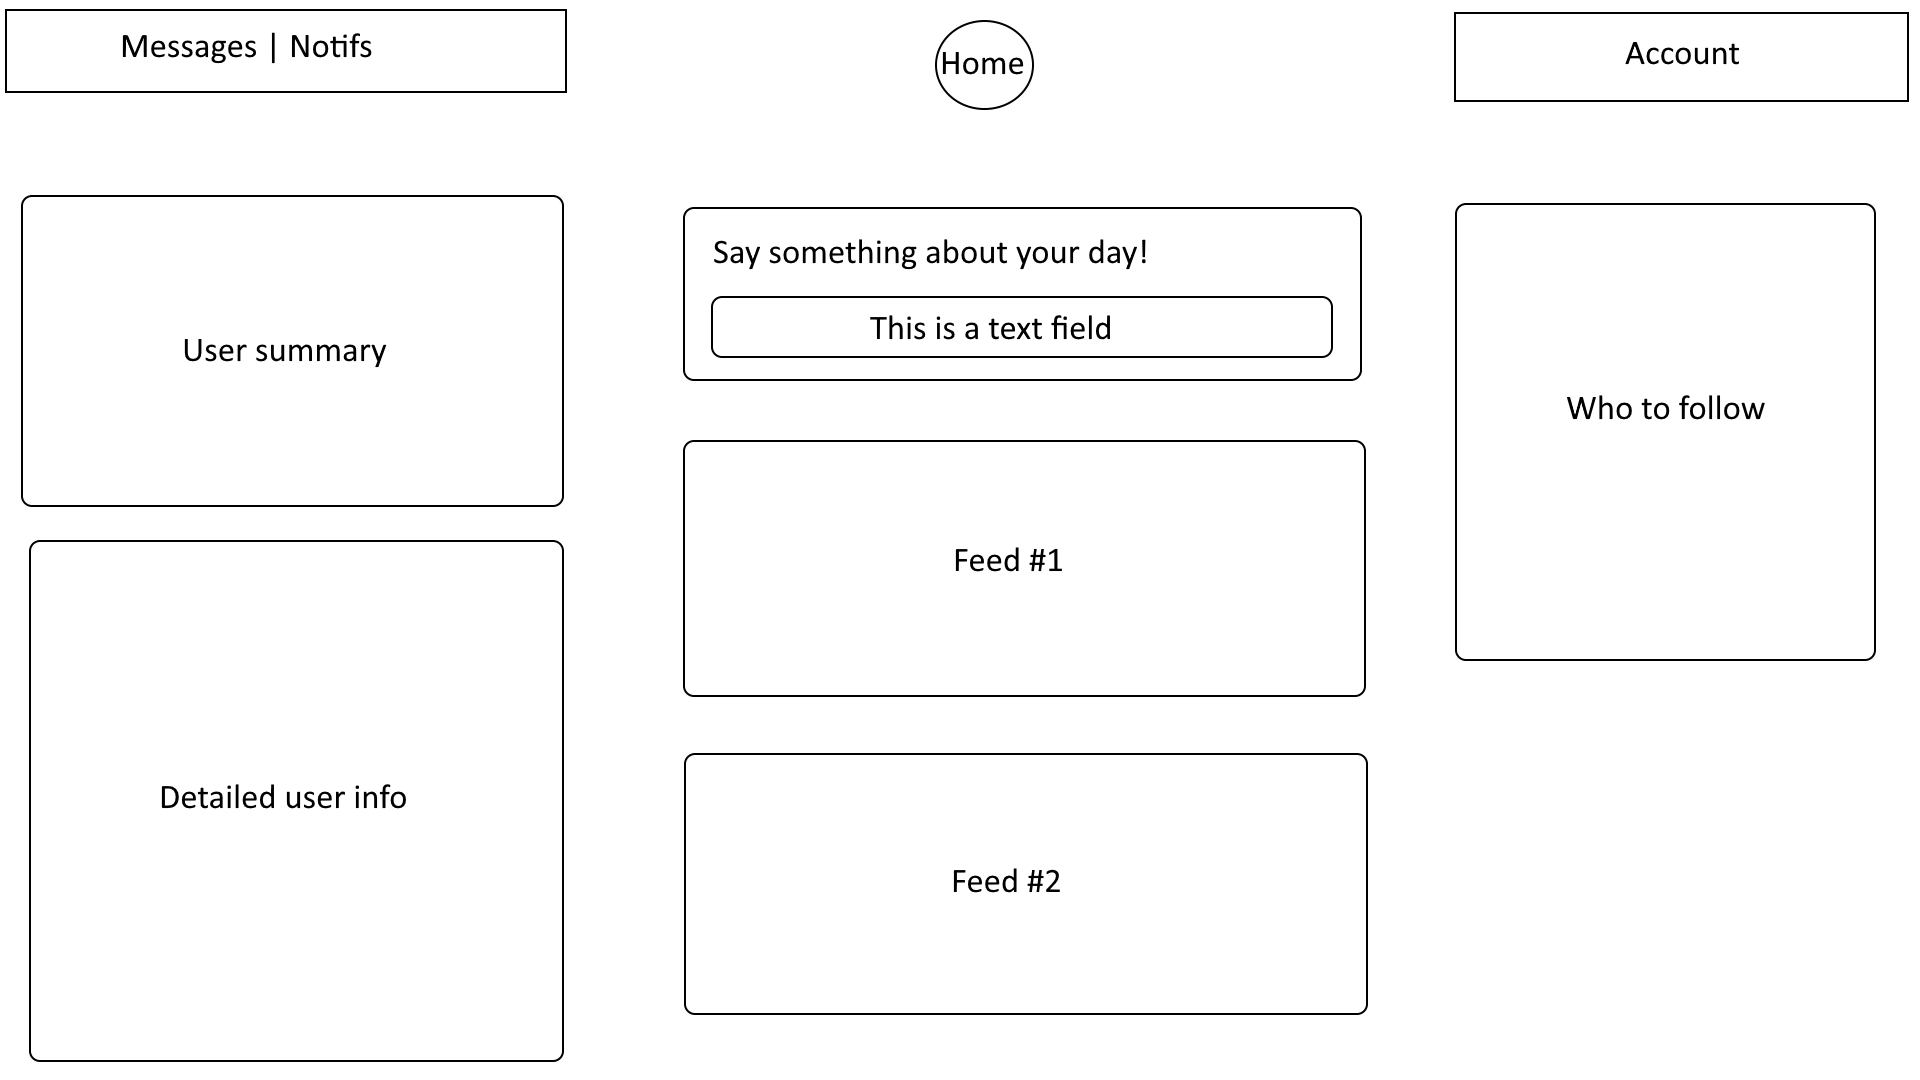 Messages | Notifs
Home
Account
User summary
Say something about your day!
This is a text field
Who to follow
Feed #1
Detailed user info
Feed #2